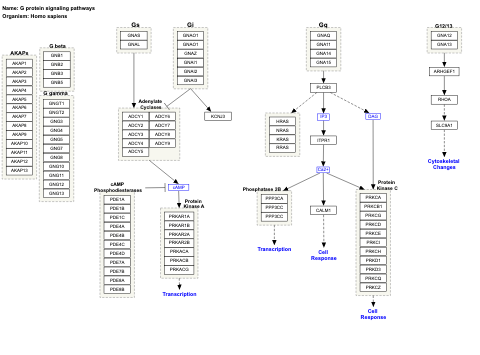 Name: G protein signaling pathways
Organism: Homo sapiens
AKAPs
AKAP1
AKAP2
AKAP3
AKAP4
AKAP5
AKAP6
AKAP7
AKAP8
AKAP9
AKAP10
AKAP11
AKAP12
AKAP13
G beta
GNB1
GNB2
GNB3
GNB5
G gamma
GNGT1
GNGT2
GNG3
GNG4
GNG5
GNG7
GNG8
GNG10
GNG11
GNG12
GNG13
Gs
GNAS
GNAL
Gi
GNAO1
GNAO1
GNAZ
GNAI1
GNAI2
GNAI3
KCNJ3
Adenylate
Cyclases
ADCY1 ADCY6
ADCY2 ADCY7
ADCY3 ADCY8
ADCY4 ADCY9
ADCY5
cAMP
Phosphodiesterases
PDE1A
PDE1B
PDE1C
PDE4A
PDE4B
PDE4C
PDE4D
PDE7A
PDE7B
PDE8A
PDE8B
cAMP
Protein
Kinase A
PRKAR1A
PRKAR1B
PRKAR2A
PRKAR2B
PRKACA
PRKACB
PRKACG
Transcription
Gq
GNAQ
GNA11
GNA14
GNA15
PLCB3
HRAS
NRAS
KRAS
RRAS
IP3
DAG
ITPR1
Ca2+
Phosphatase 2B
PPP3CA
PPP3CC
PPP3CC
Transcription
CALM1
Cell
Response
Protein
Kinase C
PRKCA
PRKCB1
PRKCG
PRKCD
PRKCE
PRKCI
PRKCH
PRKD1
PRKD3
PRKCQ
PRKCZ
Cell
Response
G12/13
GNA12
GNA13
ARHGEF1
RHOA
SLC9A1
Cytoskeletal
Changes